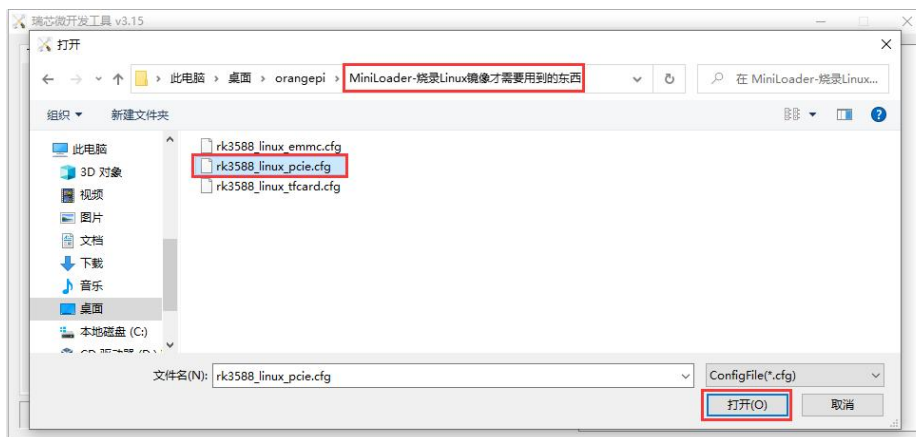 瑞芯微开发工具 v3.15
打开
此电脑 › 桌面 › orangepi › MiniLoader-烧录Linux镜像才需要用到的东西
在 MiniLoader-烧录Linux...
组织 新建文件夹
此电脑
3D 对象
视频
图片
文档
下载
音乐
桌面
本地磁盘 (C:)
rk3588_linux_emmc.cfg
rk3588_linux_pcie.cfg
rk3588_linux_tfcard.cfg
文件名(N): rk3588_linux_pcie.cfg
ConfigFile(*.cfg)
打开(O) 取消